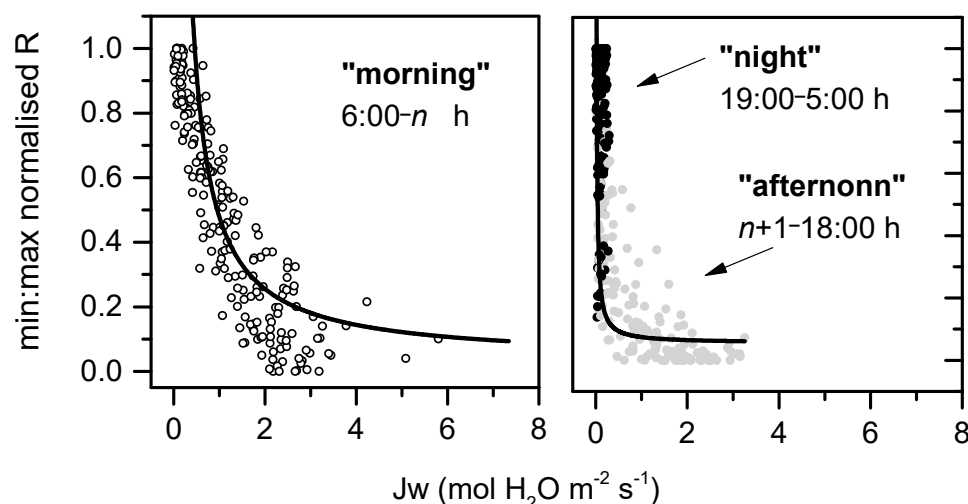 min:max normalised R
1.0
0.8
0.6
0.4
0.2
0.0
"morning"
6:00–n h
0 2 4 6 8
"night"
19:00–5:00 h
"afternonn"
n+1–18:00 h
0 2 4 6 8
Jw (mol H₂O m⁻² s⁻¹)